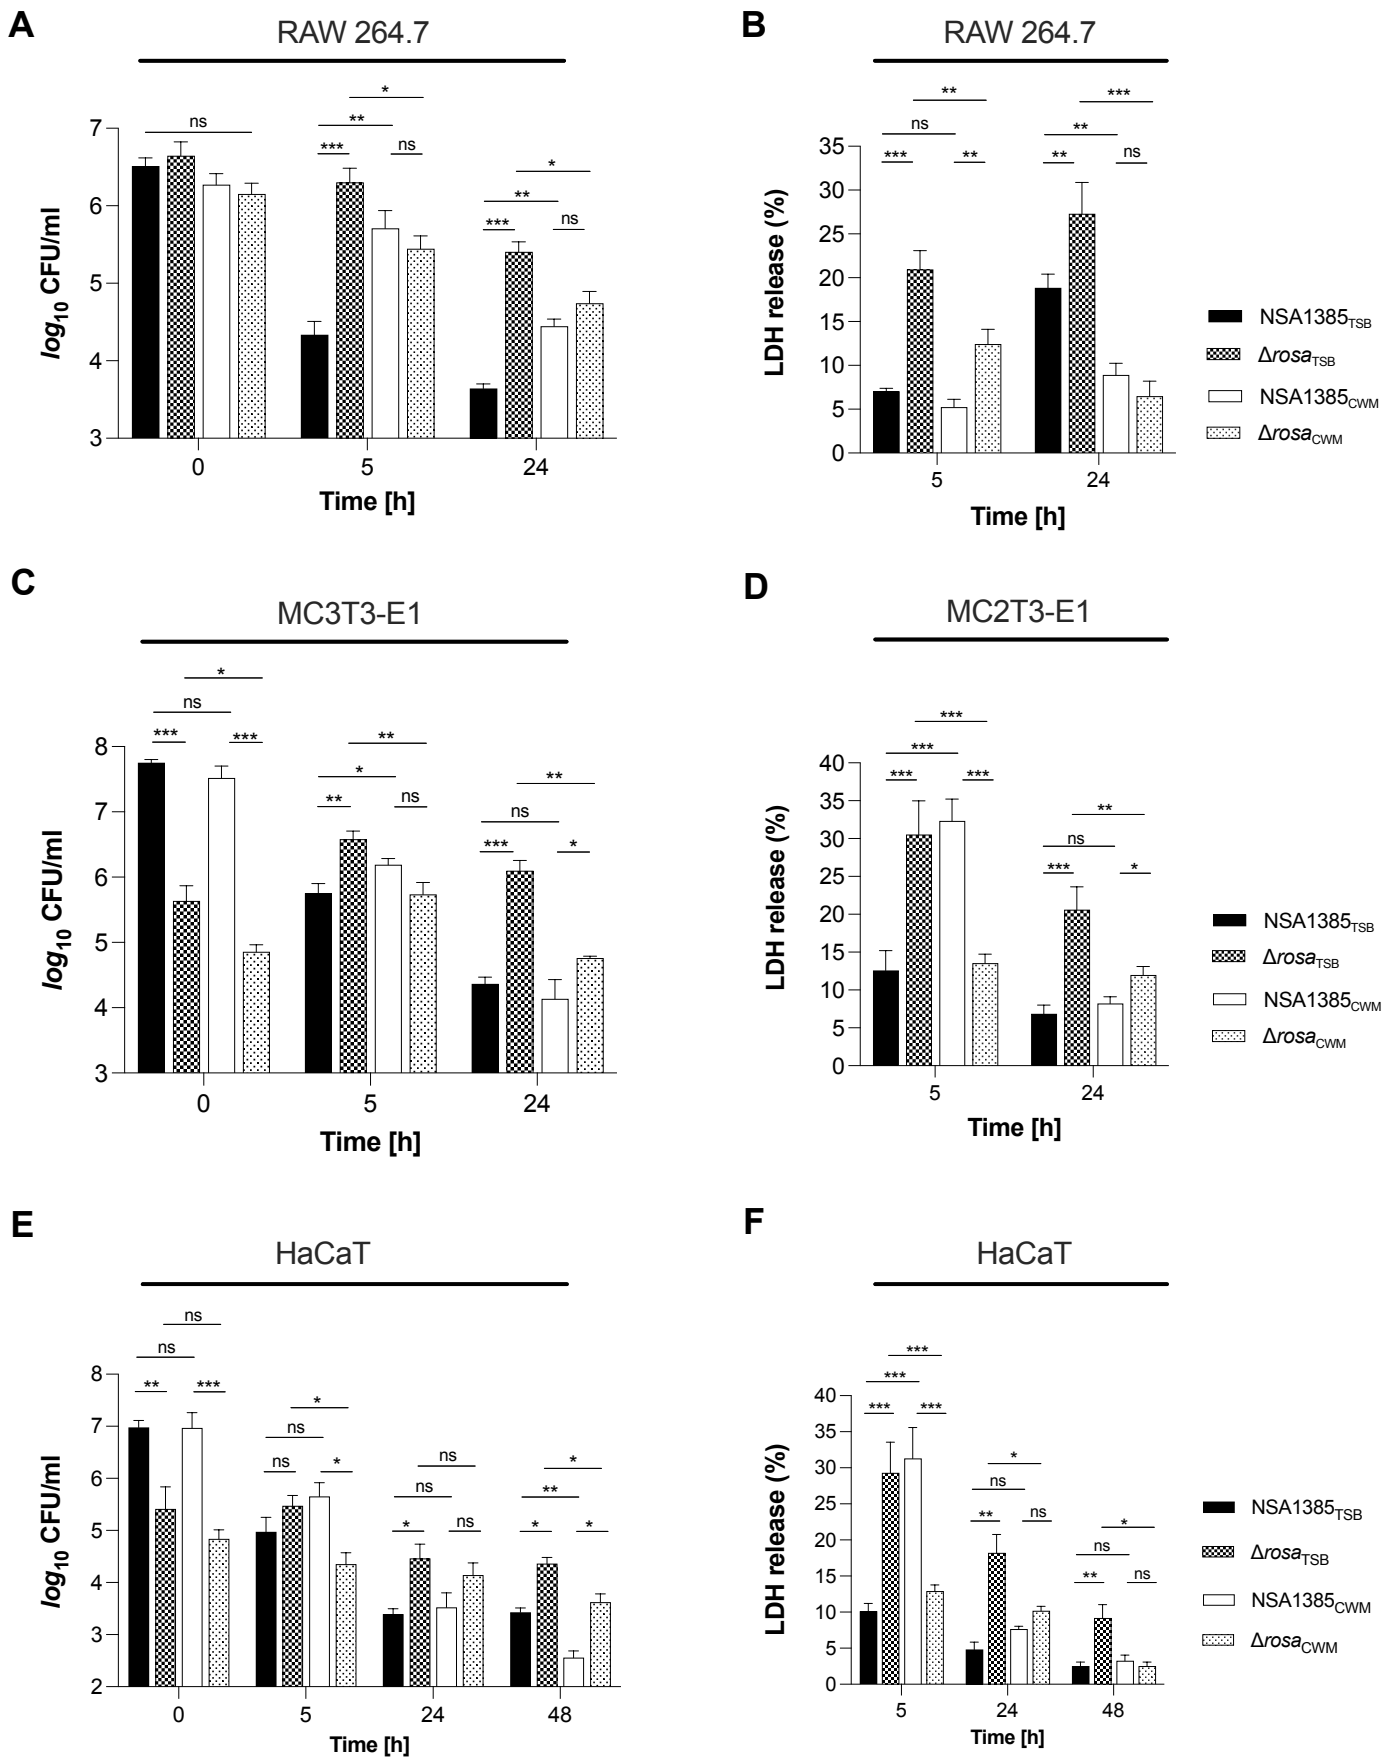 A
RAW 264.7
ns
*
**
***
ns
*
**
***
ns
7
6
5
4
3
log10 CFU/ml
0 5 24
Time [h]
B
RAW 264.7
**
ns
***
**
***
**
**
ns
35
30
25
20
15
10
5
0
LDH release (%)
5 24
Time [h]
NSA1385TSB
ΔrosaTSB
NSA1385CWM
ΔrosaCWM
C
MC3T3-E1
*
ns
***
***
**
*
**
ns
**
ns
***
*
8
7
6
5
4
3
log10 CFU/ml
0 5 24
Time [h]
D
MC2T3-E1
***
***
***
***
**
ns
***
*
40
35
30
25
20
15
10
5
0
LDH release (%)
5 24
Time [h]
NSA1385TSB
ΔrosaTSB
NSA1385CWM
ΔrosaCWM
E
HaCaT
ns
ns
**
***
*
ns
ns
*
ns
ns
*
ns
*
**
*
*
8
7
6
5
4
3
2
log10 CFU/ml
0 5 24 48
Time [h]
F
HaCaT
***
***
***
***
*
ns
**
ns
*
ns
**
ns
40
35
30
25
20
15
10
5
0
LDH release (%)
5 24 48
Time [h]
NSA1385TSB
ΔrosaTSB
NSA1385CWM
ΔrosaCWM